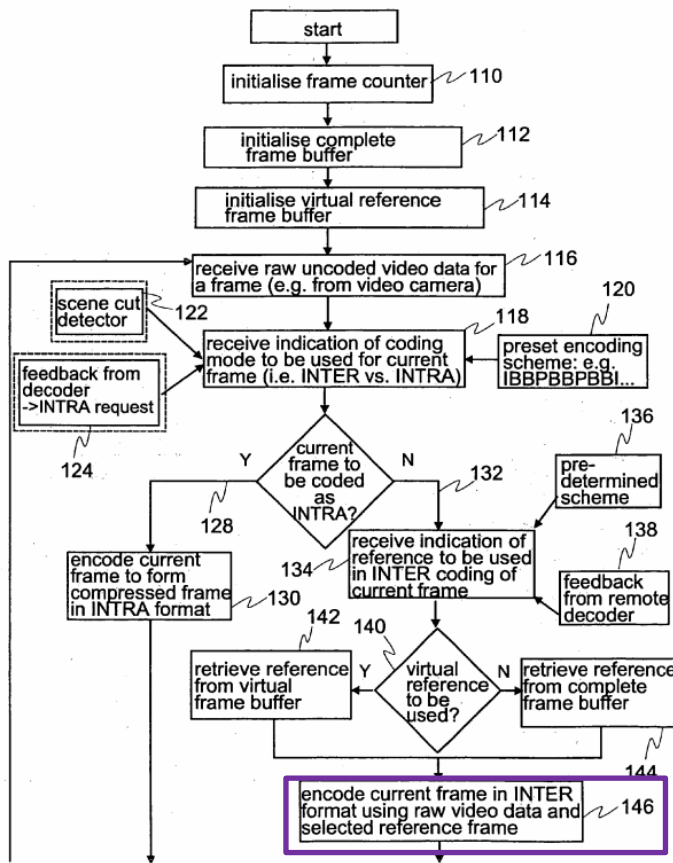 start
initialise frame counter
110
initialise complete
frame buffer
112
initialise virtual reference
frame buffer
114
receive raw uncoded video data for
a frame (e.g. from video camera)
116
scene cut
detector
122
118
120
receive indication of coding
mode to be used for current
frame (i.e. INTER vs. INTRA)
preset encoding
scheme: e.g.
IBBPBBPBBI...
feedback from
decoder
->INTRA request
124
Y
current
frame to
be coded
as
INTRA?
N
128
132
136
pre-
determined
scheme
encode current
frame to form
compressed frame
in INTRA format
130
134
receive indication of
reference to be used
in INTER coding of
current frame
138
feedback
from remote
decoder
142
140
retrieve reference
from virtual
frame buffer
Y
virtual
reference
to be
used?
N
retrieve reference
from complete
frame buffer
144
encode current frame in INTER
format using raw video data and
selected reference frame
146